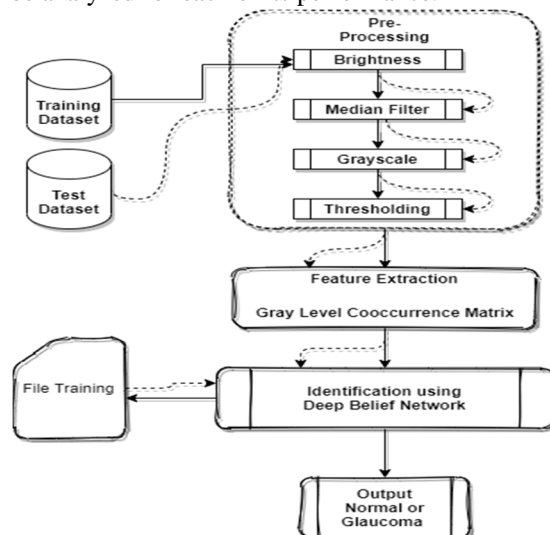 Pre-
Processing
Brightness
Training
Dataset
Median Filter
Grayscale
Test
Dataset
Thresholding
Feature Extraction
Gray Level Cooccurrence Matrix
File Training
Identification using
Deep Belief Network
Output
Normal or
Glaucoma